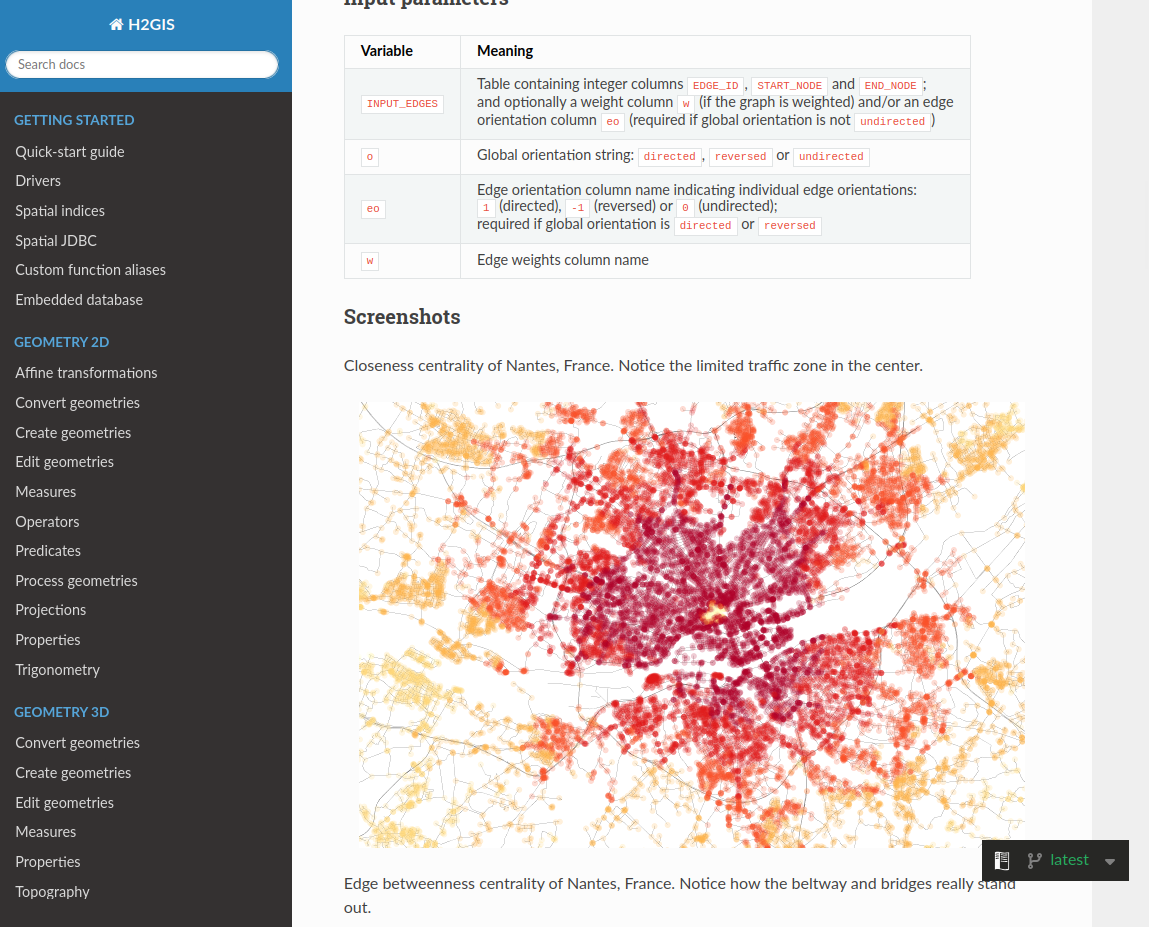 H2GIS
Search docs
GETTING STARTED
Quick-start guide
Drivers
Spatial indices
Spatial JDBC
Custom function aliases
Embedded database
GEOMETRY 2D
Affine transformations
Convert geometries
Create geometries
Edit geometries
Measures
Operators
Predicates
Process geometries
Projections
Properties
Trigonometry
GEOMETRY 3D
Convert geometries
Create geometries
Edit geometries
Measures
Properties
Topography
Input parameters
Variable Meaning
INPUT_EDGES
Table containing integer columns EDGE_ID, START_NODE and END_NODE;
and optionally a weight column w (if the graph is weighted) and/or an edge
orientation column eo (required if global orientation is not undirected)
o Global orientation string: directed, reversed or undirected
eo
Edge orientation column name indicating individual edge orientations:
1 (directed), -1 (reversed) or 0 (undirected);
required if global orientation is directed or reversed
w Edge weights column name
Screenshots
Closeness centrality of Nantes, France. Notice the limited traffic zone in the center.
Edge betweenness centrality of Nantes, France. Notice how the beltway and bridges really stand
out.
latest